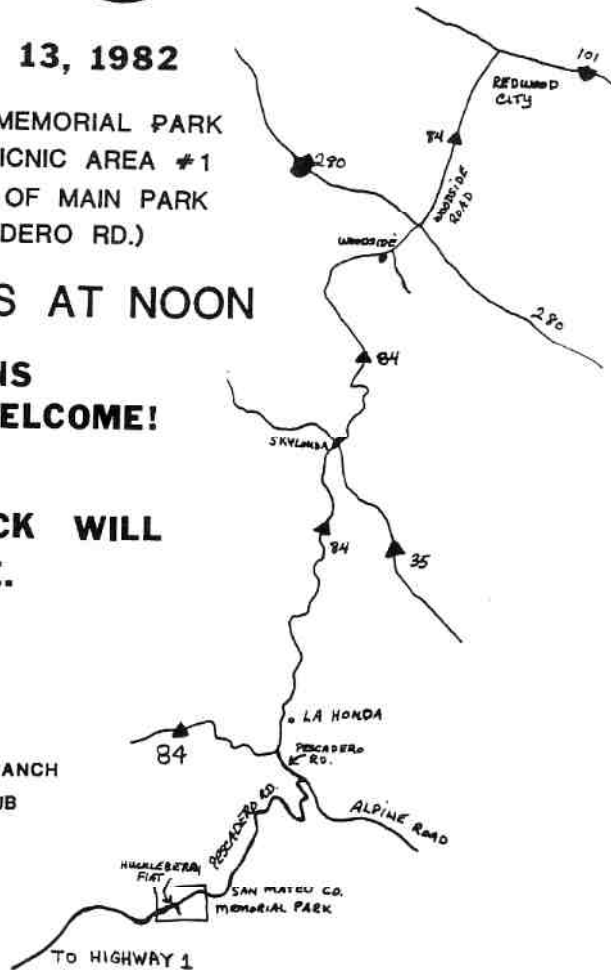 13, 1982
MEMORIAL PARK
ICNIC AREA #1
OF MAIN PARK
DERO RD.)
S AT NOON
NS
ELCOME!
CK WILL
E.
ANCH
UB
101
REDWOOD
CITY
84
280
WOODSIDE
ROAD
WOODSIDE
280
84
SKYLONDA
84
35
LA HONDA
84
PESCADERO
RD.
PESCADERO RD.
ALPINE ROAD
HUCKLEBERRY
FLAT
SAN MATEO CO.
MEMORIAL PARK
TO HIGHWAY 1